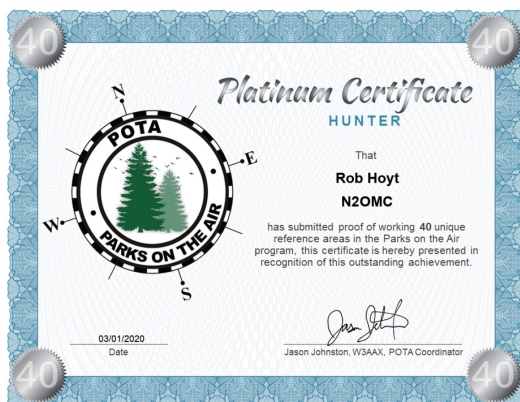 40
40
Platinum Certificate
HUNTER
N
E
S
W
POTA
PARKS ON THE AIR
That
Rob Hoyt
N2OMC
has submitted proof of working 40 unique
reference areas in the Parks on the Air
program, this certificate is hereby presented in
recognition of this outstanding achievement.
03/01/2020
Date
Jason Johnston, W3AAX, POTA Coordinator
40
40